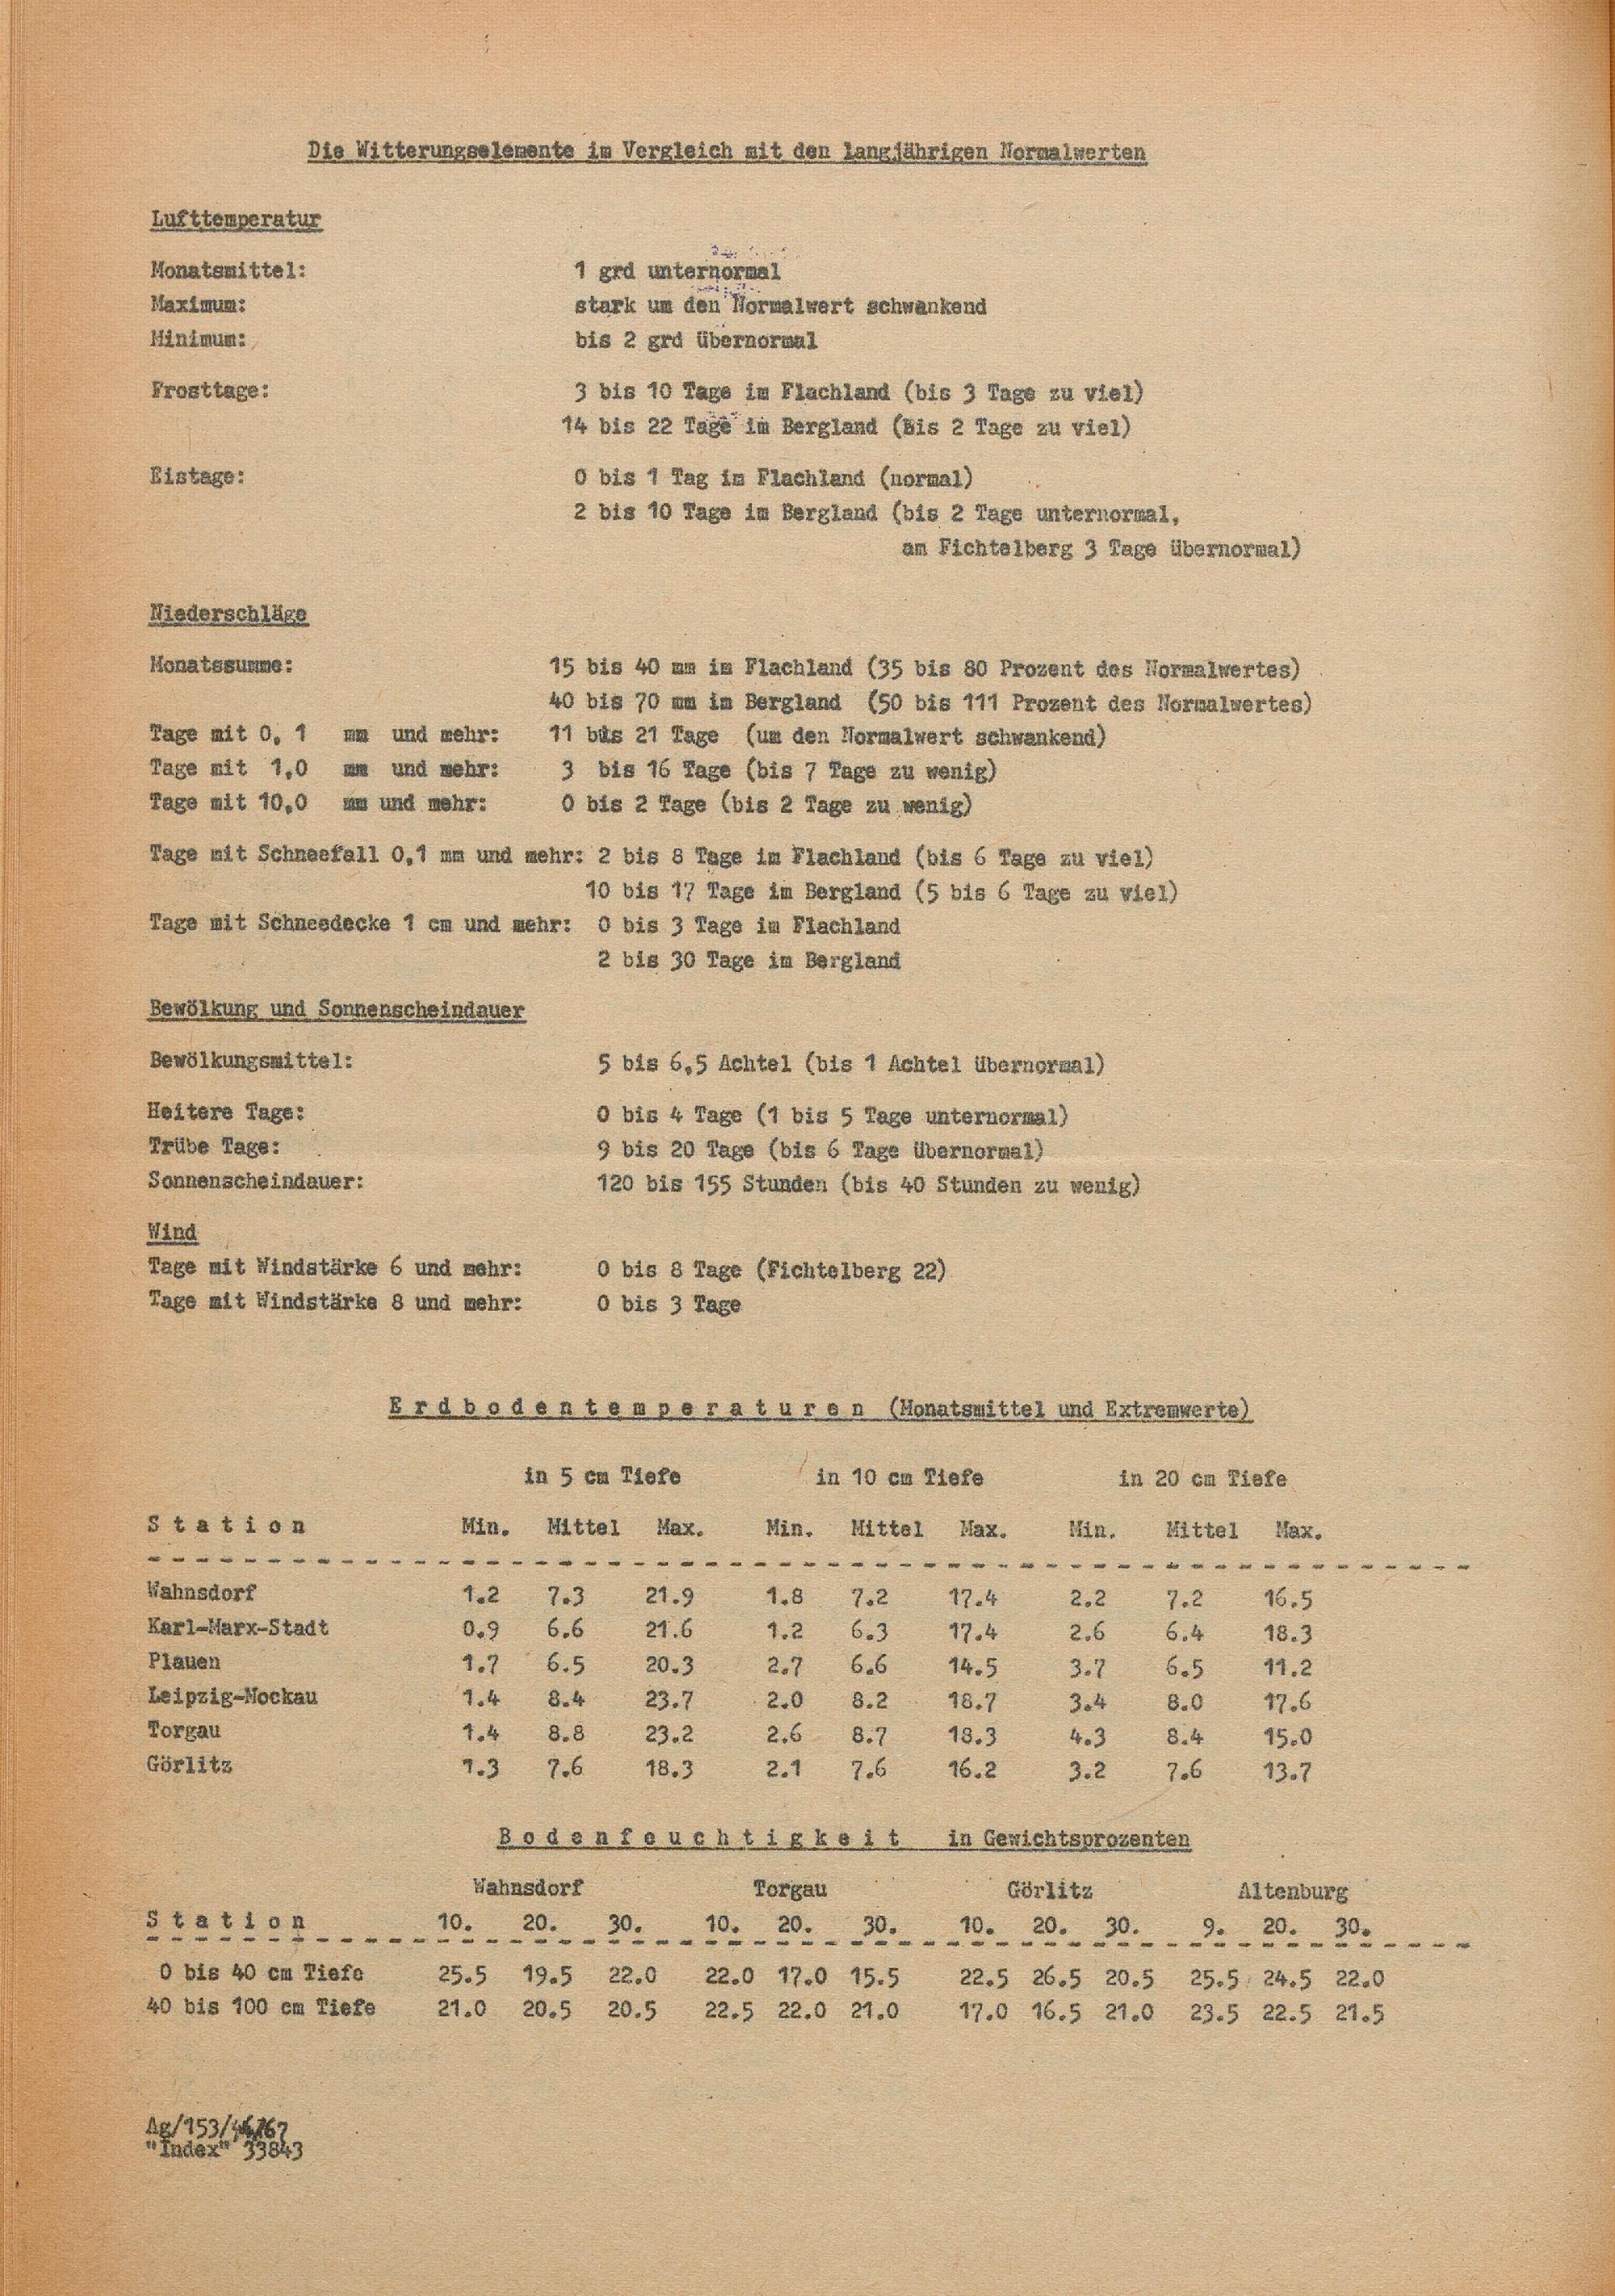 Die Witterungselemente im Vergleich mit den langjährigen Normalwerten
Lufttemperatur
Monatsmittel: 1 grd unternormal
Maximum: stark um den Normalwert schwankend
Minimum: bis 2 grd übernormal
Frosttage: 3 bis 10 Tage im Flachland (bis 3 Tage zu viel)
14 bis 22 Tage im Bergland (bis 2 Tage zu viel)
Eistage: 0 bis 1 Tag im Flachland (normal)
2 bis 10 Tage im Bergland (bis 2 Tage unternormal,
am Fichtelberg 3 Tage übernormal)
Niederschläge
Monatssumme: 15 bis 40 mm im Flachland (35 bis 80 Prozent des Normalwertes)
40 bis 70 mm im Bergland (50 bis 111 Prozent des Normalwertes)
Tage mit 0, 1 mm und mehr: 11 bis 21 Tage (um den Normalwert schwankend)
Tage mit 1,0 mm und mehr: 3 bis 16 Tage (bis 7 Tage zu wenig)
Tage mit 10,0 mm und mehr: 0 bis 2 Tage (bis 2 Tage zu wenig)
Tage mit Schneefall 0,1 mm und mehr: 2 bis 8 Tage im Flachland (bis 6 Tage zu viel)
10 bis 17 Tage im Bergland (5 bis 6 Tage zu viel)
Tage mit Schneedecke 1 cm und mehr: 0 bis 3 Tage im Flachland
2 bis 30 Tage im Bergland
Bewölkung und Sonnenscheindauer
Bewölkungsmittel: 5 bis 6,5 Achtel (bis 1 Achtel übernormal)
Heitere Tage: 0 bis 4 Tage (1 bis 5 Tage unternormal)
Trübe Tage: 9 bis 20 Tage (bis 6 Tage übernormal)
Sonnenscheindauer: 120 bis 155 Stunden (bis 40 Stunden zu wenig)
Wind
Tage mit Windstärke 6 und mehr: 0 bis 8 Tage (Fichtelberg 22)
Tage mit Windstärke 8 und mehr: 0 bis 3 Tage
E r d b o d e n t e m p e r a t u r e n (Monatsmittel und Extremwerte)
in 5 cm Tiefe in 10 cm Tiefe in 20 cm Tiefe
S t a t i o n Min. Mittel Max. Min. Mittel Max. Min. Mittel Max.
Wahnsdorf 1.2 7.3 21.9 1.8 7.2 17.4 2.2 7.2 16.5
Karl-Marx-Stadt 0.9 6.6 21.6 1.2 6.3 17.4 2.6 6.4 18.3
Plauen 1.7 6.5 20.3 2.7 6.6 14.5 3.7 6.5 11.2
Leipzig-Mockau 1.4 8.4 23.7 2.0 8.2 18.7 3.4 8.0 17.6
Torgau 1.4 8.8 23.2 2.6 8.7 18.3 4.3 8.4 15.0
Görlitz 1.3 7.6 18.3 2.1 7.6 16.2 3.2 7.6 13.7
B o d e n f e u c h t i g k e i t in Gewichtsprozenten
Wahnsdorf Torgau Görlitz Altenburg
S t a t i o n 10. 20. 30. 10. 20. 30. 10. 20. 30. 9. 20. 30.
0 bis 40 cm Tiefe 25.5 19.5 22.0 22.0 17.0 15.5 22.5 26.5 20.5 25.5 24.5 22.0
40 bis 100 cm Tiefe 21.0 20.5 20.5 22.5 22.0 21.0 17.0 16.5 21.0 23.5 22.5 21.5
Ag/153/
"Index" 33843